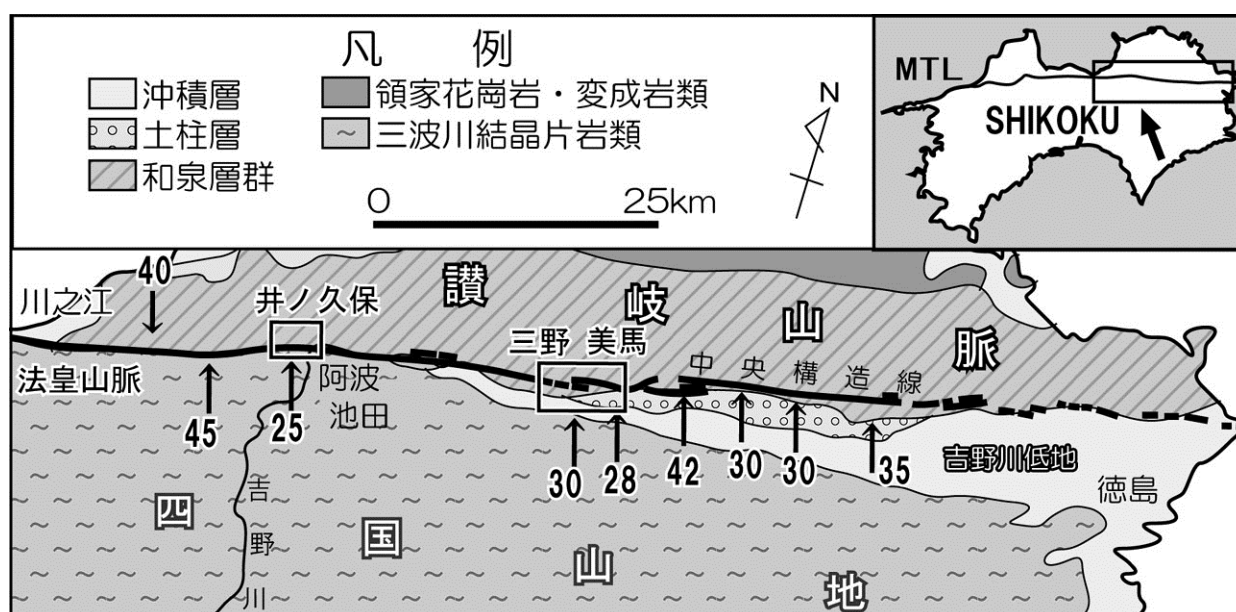 凡 例
沖積層
土柱層
和泉層群
領家花崗岩・変成岩類
三波川結晶片岩類
N
0 25km
MTL
SHIKOKU
40
川之江
井ノ久保
讃岐山脈
三野 美馬
中央構造線
法皇山脈
阿波
池田
45
25
30
28
42
30
30
35
吉野川低地
徳島
吉野川
四国山地